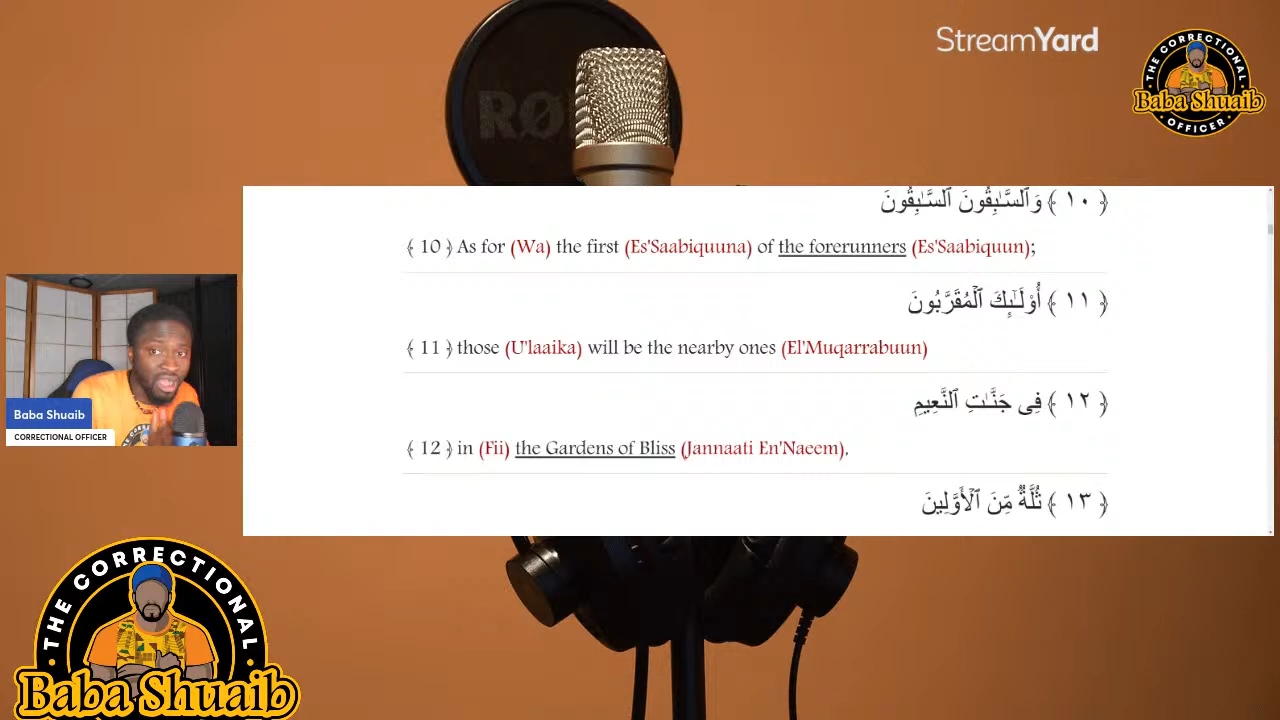 StreamYard
THE CORRECTIONAL
Baba Shuaib
OFFICER
RØ
﴿ ١٠ ﴾ وَٱلسَّـٰبِقُونَ ٱلسَّـٰبِقُونَ
﴾ 10 ﴿ As for (Wa) the first (Es'Saabiquuna) of the forerunners (Es'Saabiquun);
﴿ ١١ ﴾ أُو۟لَـٰٓئِكَ ٱلْمُقَرَّبُونَ
﴾ 11 ﴿ those (U'laaika) will be the nearby ones (El'Muqarrabuun)
﴿ ١٢ ﴾ فِى جَنَّـٰتِ ٱلنَّعِيمِ
﴾ 12 ﴿ in (Fii) the Gardens of Bliss (Jannaati En'Naeem).
﴿ ١٣ ﴾ ثُلَّةٌ مِّنَ ٱلْأَوَّلِينَ
Baba Shuaib
CORRECTIONAL OFFICER
THE CORRECTIONAL
Baba Shuaib